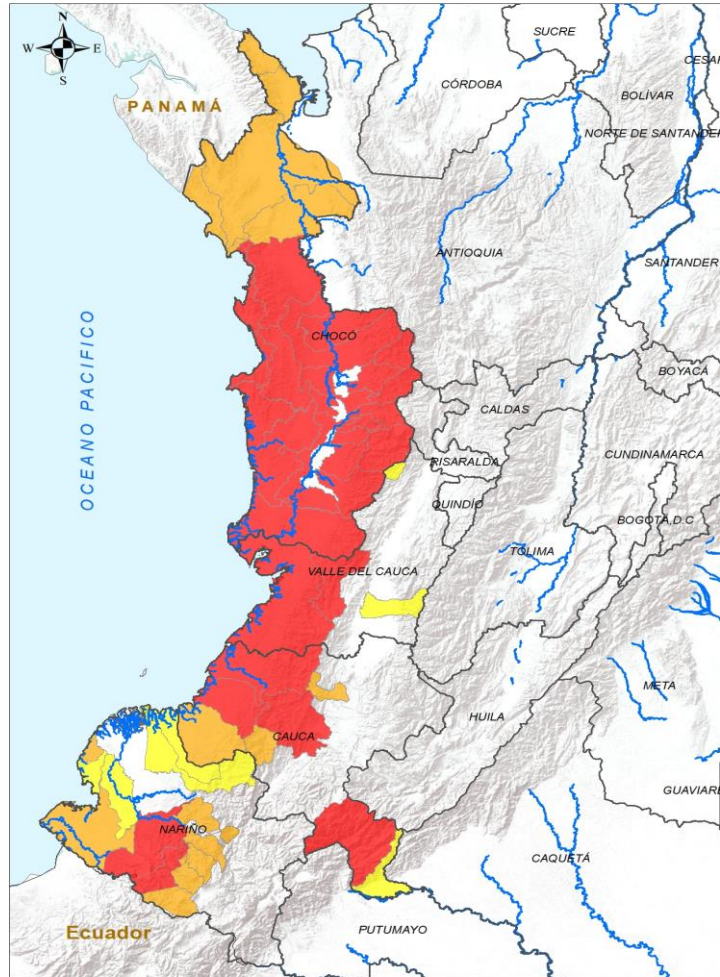 N
W E
S
SUCRE
CESAR
CÓRDOBA
BOLÍVAR
PANAMÁ
NORTE DE SANTANDER
ANTIOQUIA
SANTANDER
OCEANO PACIFICO
CHOCÓ
BOYACÁ
CALDAS
CUNDINAMARCA
RISARALDA
QUINDÍO
BOGOTÁ, D.C
TOLIMA
VALLE DEL CAUCA
META
HUILA
CAUCA
GUAVIARE
NARIÑO
CAQUETÁ
Ecuador
PUTUMAYO